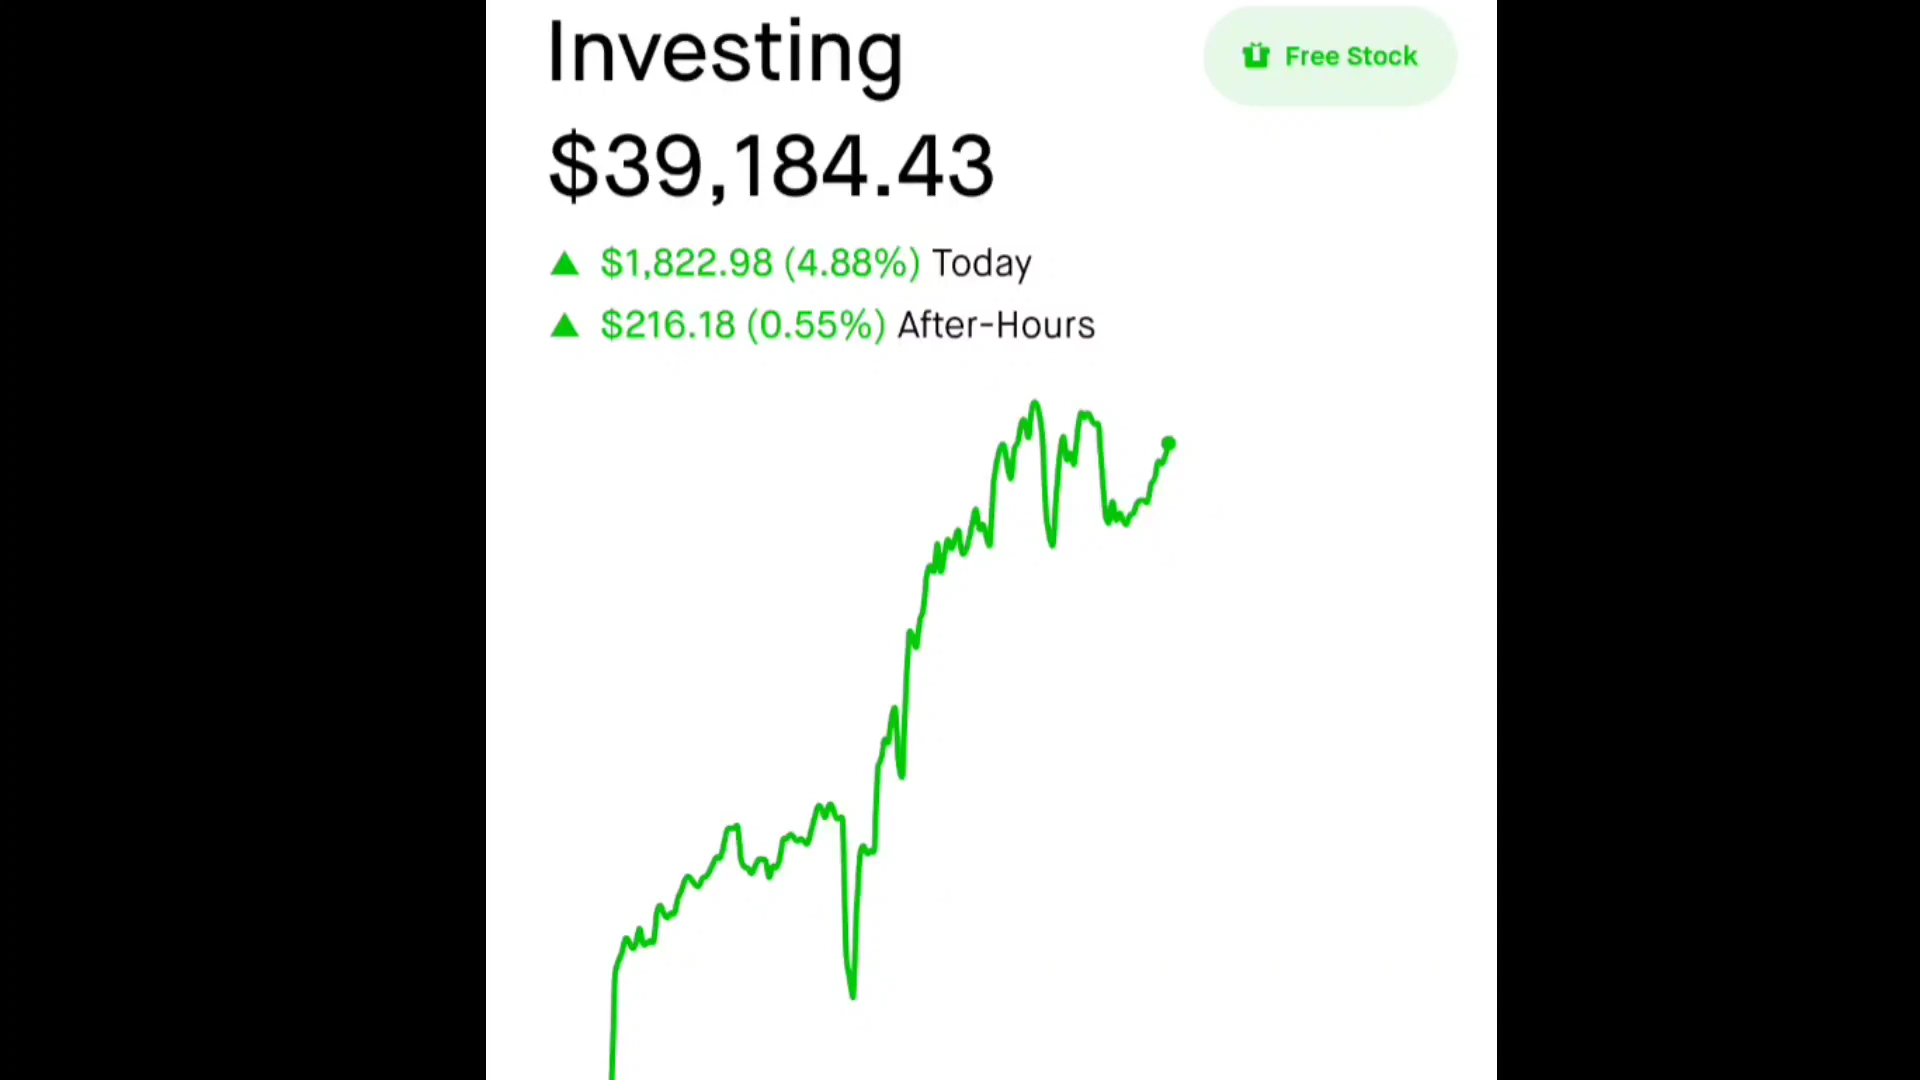 Investing
Free Stock
$39,184.43
▲ $1,822.98 (4.88%) Today
▲ $216.18 (0.55%) After-Hours